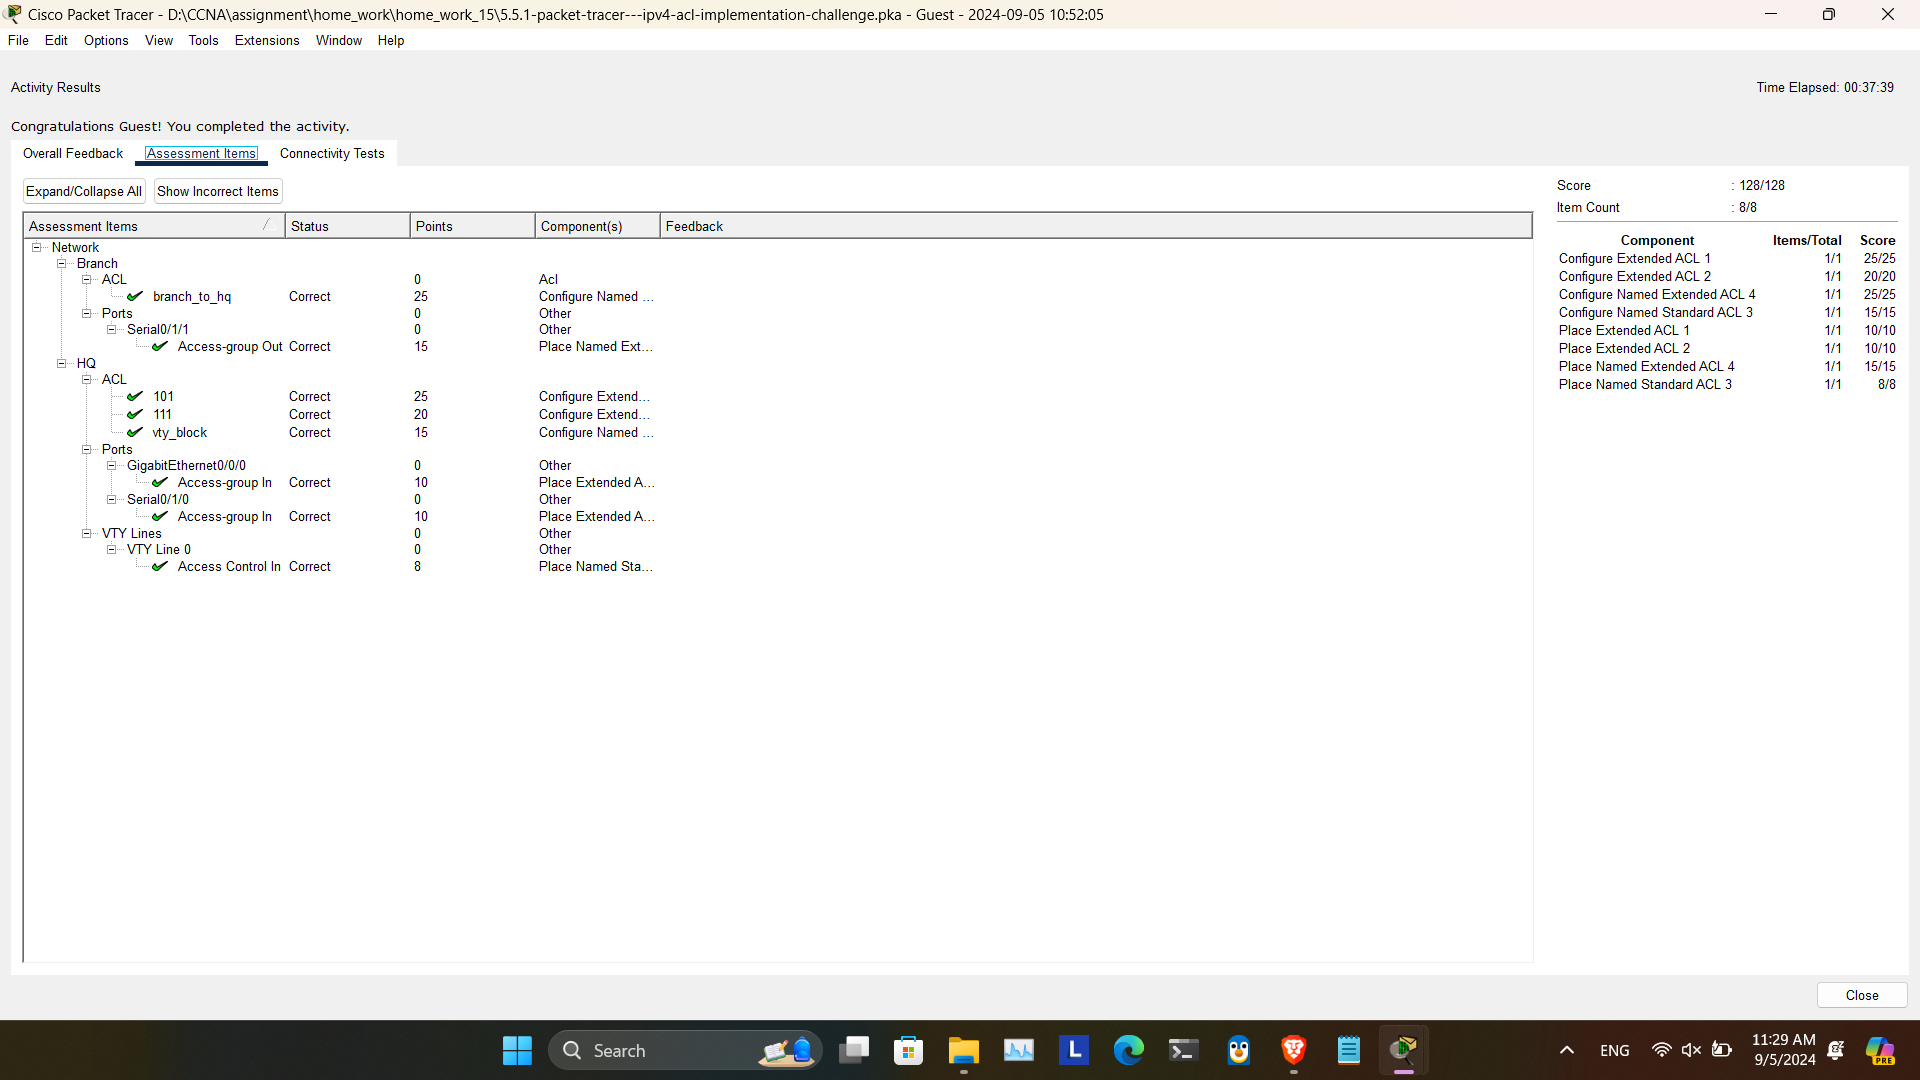 Cisco Packet Tracer - D:\CCNA\assignment\home_work\home_work_15\5.5.1-packet-tracer---ipv4-acl-implementation-challenge.pka - Guest - 2024-09-05 10:52:05
File Edit Options View Tools Extensions Window Help
Activity Results
Time Elapsed: 00:37:39
Congratulations Guest! You completed the activity.
Overall Feedback Assessment Items Connectivity Tests
Expand/Collapse All Show Incorrect Items
Assessment Items Status Points Component(s) Feedback
Network
Branch
ACL 0 Acl
branch_to_hq Correct 25 Configure Named ...
Ports 0 Other
Serial0/1/1 0 Other
Access-group Out Correct 15 Place Named Ext...
HQ
ACL
101 Correct 25 Configure Extend...
111 Correct 20 Configure Extend...
vty_block Correct 15 Configure Named ...
Ports
GigabitEthernet0/0/0 0 Other
Access-group In Correct 10 Place Extended A...
Serial0/1/0 0 Other
Access-group In Correct 10 Place Extended A...
VTY Lines 0 Other
VTY Line 0 0 Other
Access Control In Correct 8 Place Named Sta...
Score : 128/128
Item Count : 8/8
Component Items/Total Score
Configure Extended ACL 1 1/1 25/25
Configure Extended ACL 2 1/1 20/20
Configure Named Extended ACL 4 1/1 25/25
Configure Named Standard ACL 3 1/1 15/15
Place Extended ACL 1 1/1 10/10
Place Extended ACL 2 1/1 10/10
Place Named Extended ACL 4 1/1 15/15
Place Named Standard ACL 3 1/1 8/8
Close
Search
L
ENG
11:29 AM
9/5/2024
PRE